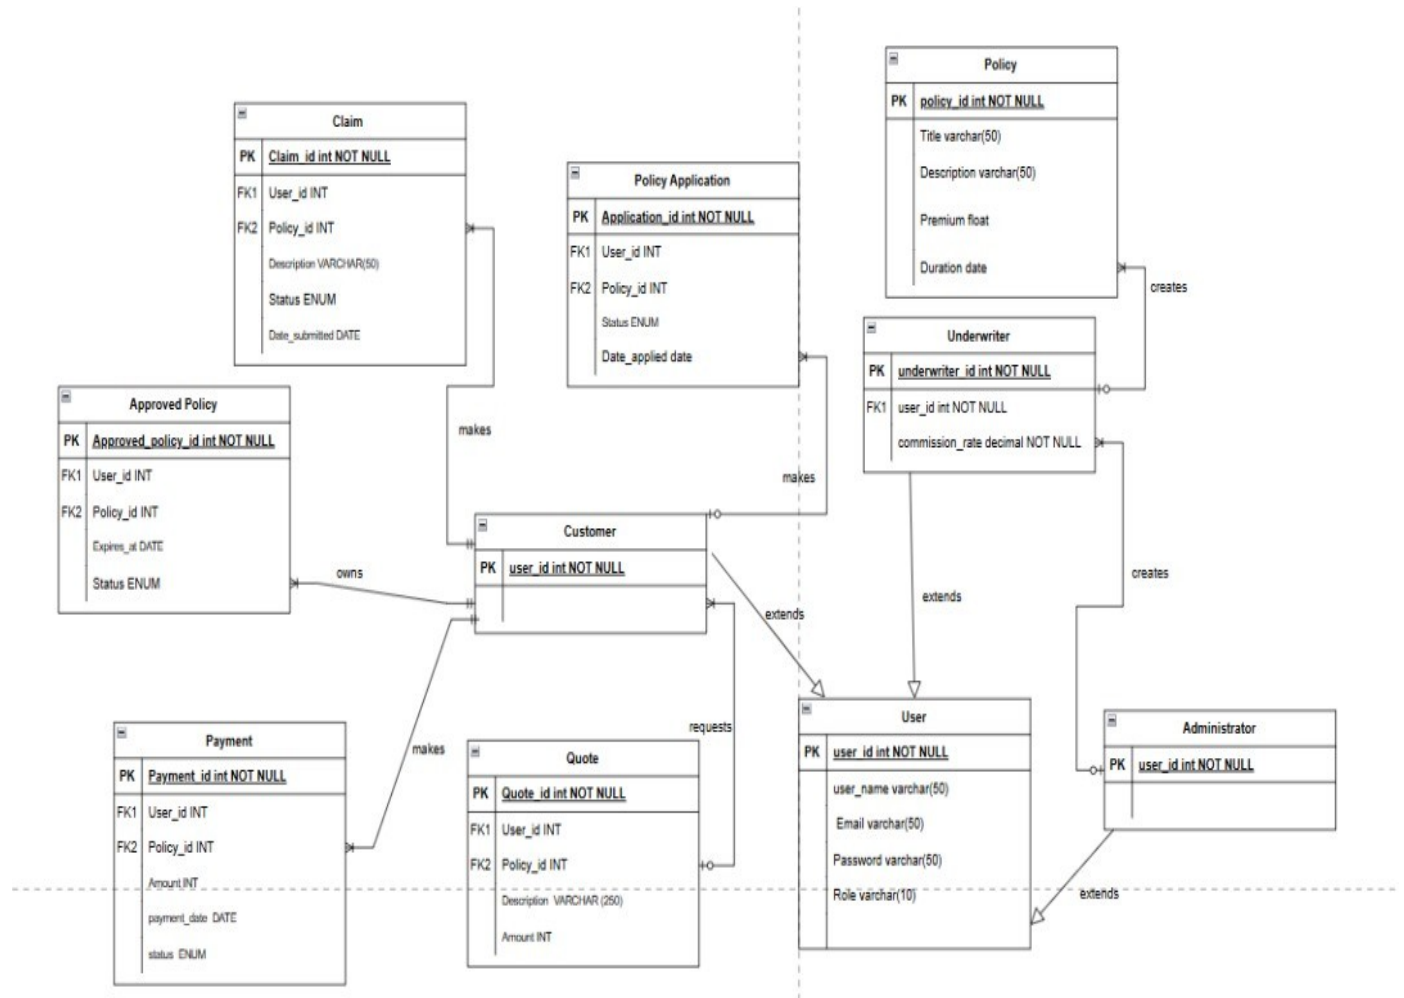 Policy
PK policy_id int NOT NULL
Title varchar(50)
Description varchar(50)
Premium float
Duration date
creates
Claim
PK Claim_id int NOT NULL
FK1 User_id INT
FK2 Policy_id INT
Description VARCHAR(50)
Status ENUM
Date_submitted DATE
makes
Policy Application
PK Application_id int NOT NULL
FK1 User_id INT
FK2 Policy_id INT
Status ENUM
Date_applied date
makes
Underwriter
PK underwriter_id int NOT NULL
FK1 user_id int NOT NULL
commission_rate decimal NOT NULL
creates
extends
Approved Policy
PK Approved_policy_id int NOT NULL
FK1 User_id INT
FK2 Policy_id INT
Expires_at DATE
Status ENUM
owns
Customer
PK user_id int NOT NULL
extends
requests
makes
Payment
PK Payment_id int NOT NULL
FK1 User_id INT
FK2 Policy_id INT
Amount INT
payment_date DATE
status ENUM
Quote
PK Quote_id int NOT NULL
FK1 User_id INT
FK2 Policy_id INT
Description VARCHAR (250)
Amount INT
User
PK user_id int NOT NULL
user_name varchar(50)
Email varchar(50)
Password varchar(50)
Role varchar(10)
Administrator
PK user_id int NOT NULL
extends